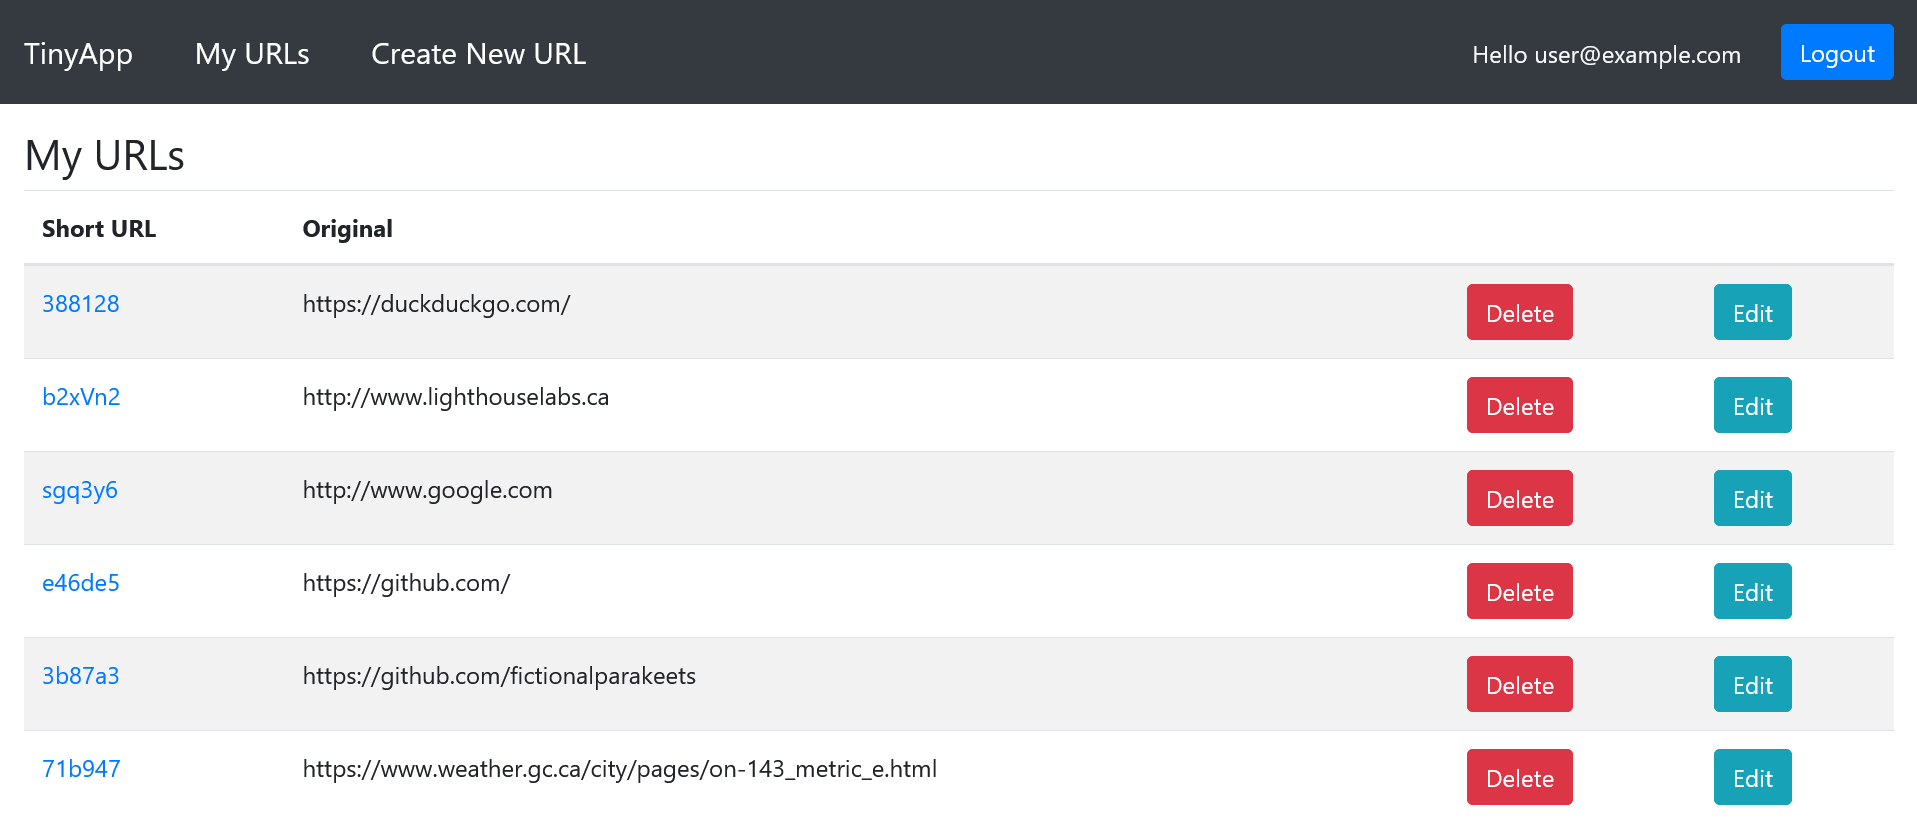 TinyApp My URLs Create New URL Hello user@example.com Logout
My URLs
Short URL Original
388128 https://duckduckgo.com/ Delete Edit
b2xVn2 http://www.lighthouselabs.ca Delete Edit
sgq3y6 http://www.google.com Delete Edit
e46de5 https://github.com/ Delete Edit
3b87a3 https://github.com/fictionalparakeets Delete Edit
71b947 https://www.weather.gc.ca/city/pages/on-143_metric_e.html Delete Edit